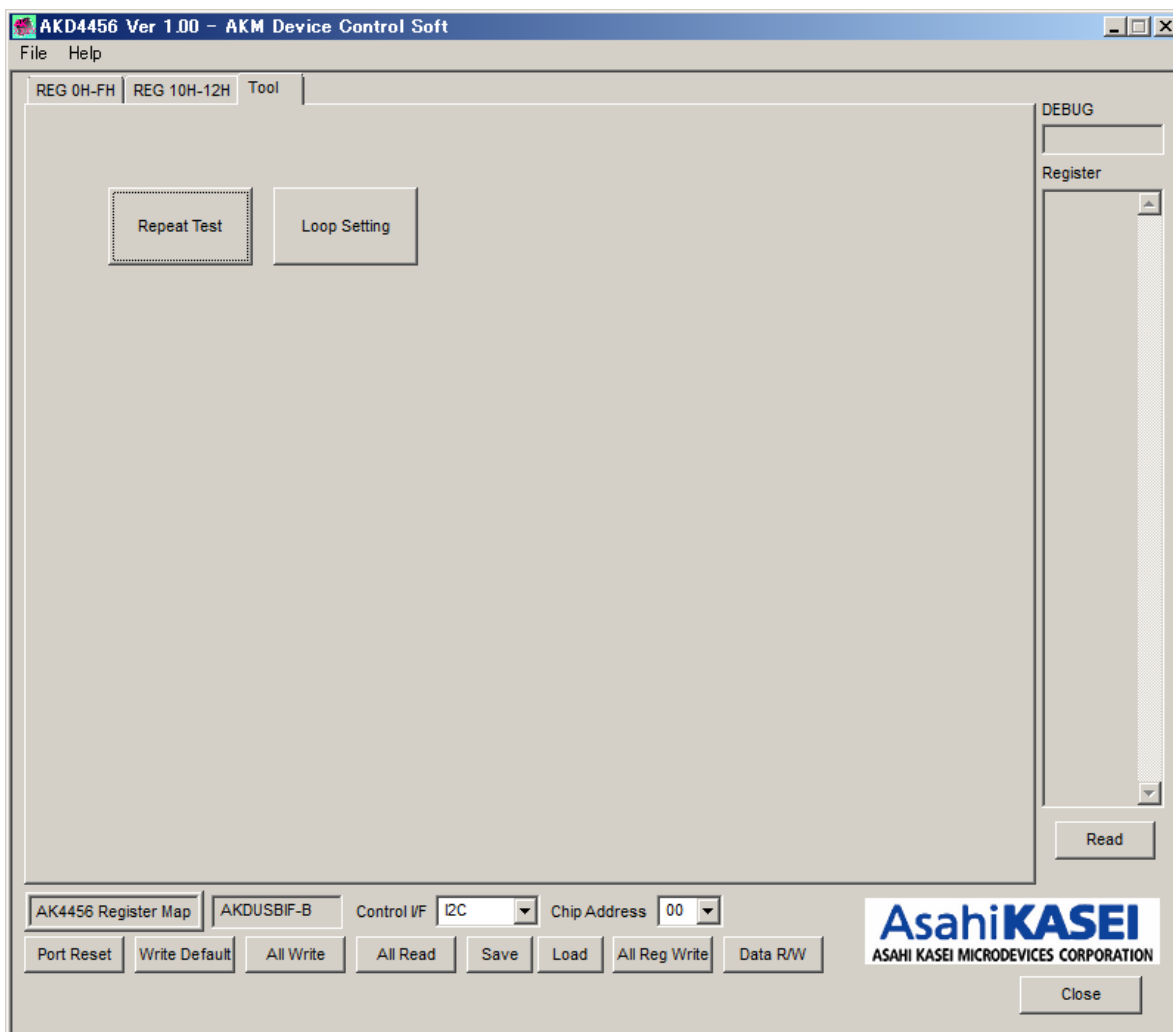 AKD4456 Ver 1.00 - AKM Device Control Soft
File Help
REG 0H-FH REG 10H-12H Tool
DEBUG
Register
Repeat Test Loop Setting
Read
AK4456 Register Map AKDUSBIF-B Control I/F I2C Chip Address 00
Port Reset Write Default All Write All Read Save Load All Reg Write Data R/W
AsahiKASEI
ASAHI KASEI MICRODEVICES CORPORATION
Close